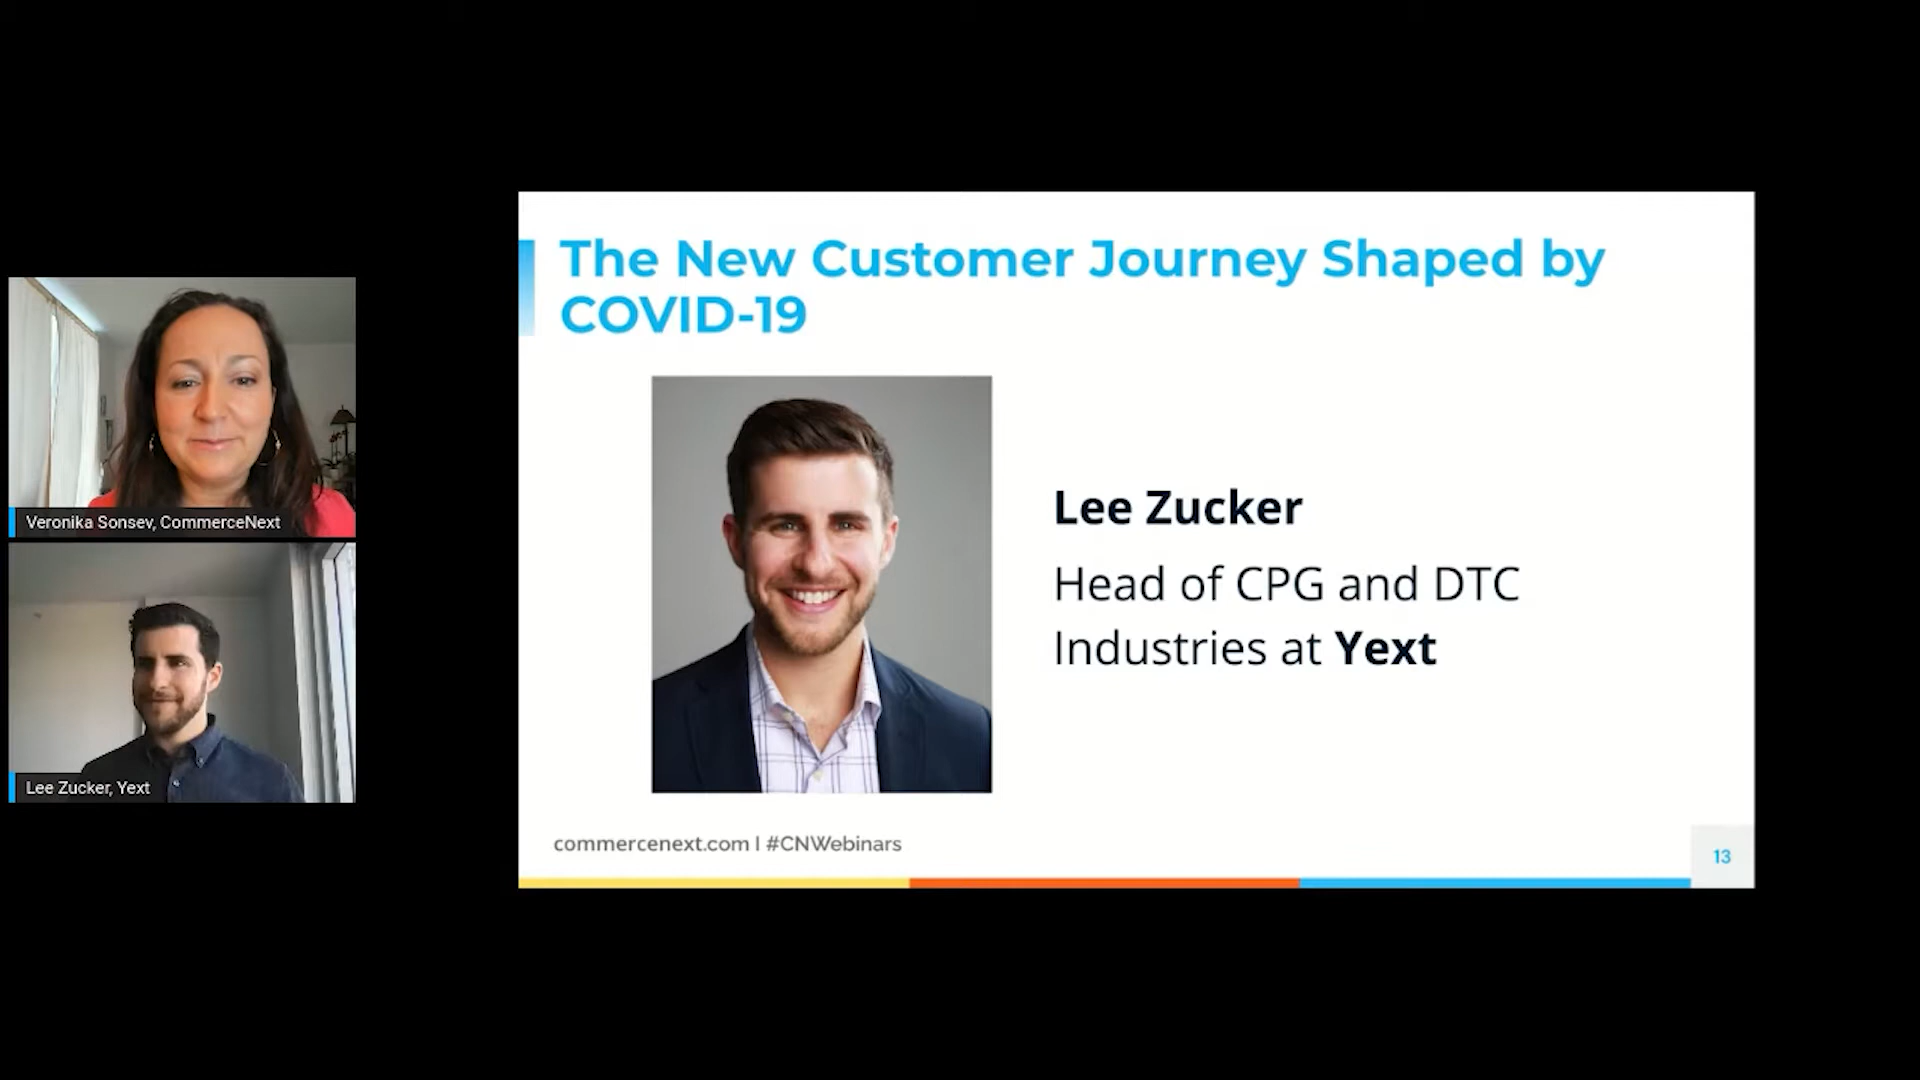 Veronika Sonsev, CommerceNext
Lee Zucker, Yext
The New Customer Journey Shaped by
COVID-19
Lee Zucker
Head of CPG and DTC
Industries at Yext
commercenext.com | #CNWebinars
13